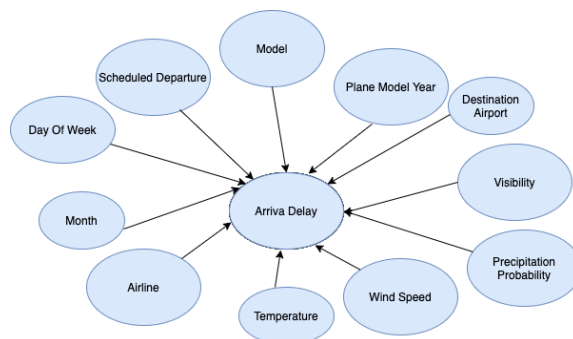 Model
Scheduled Departure
Plane Model Year
Destination
Airport
Day Of Week
Visibility
Arriva Delay
Month
Precipitation
Probability
Airline
Wind Speed
Temperature